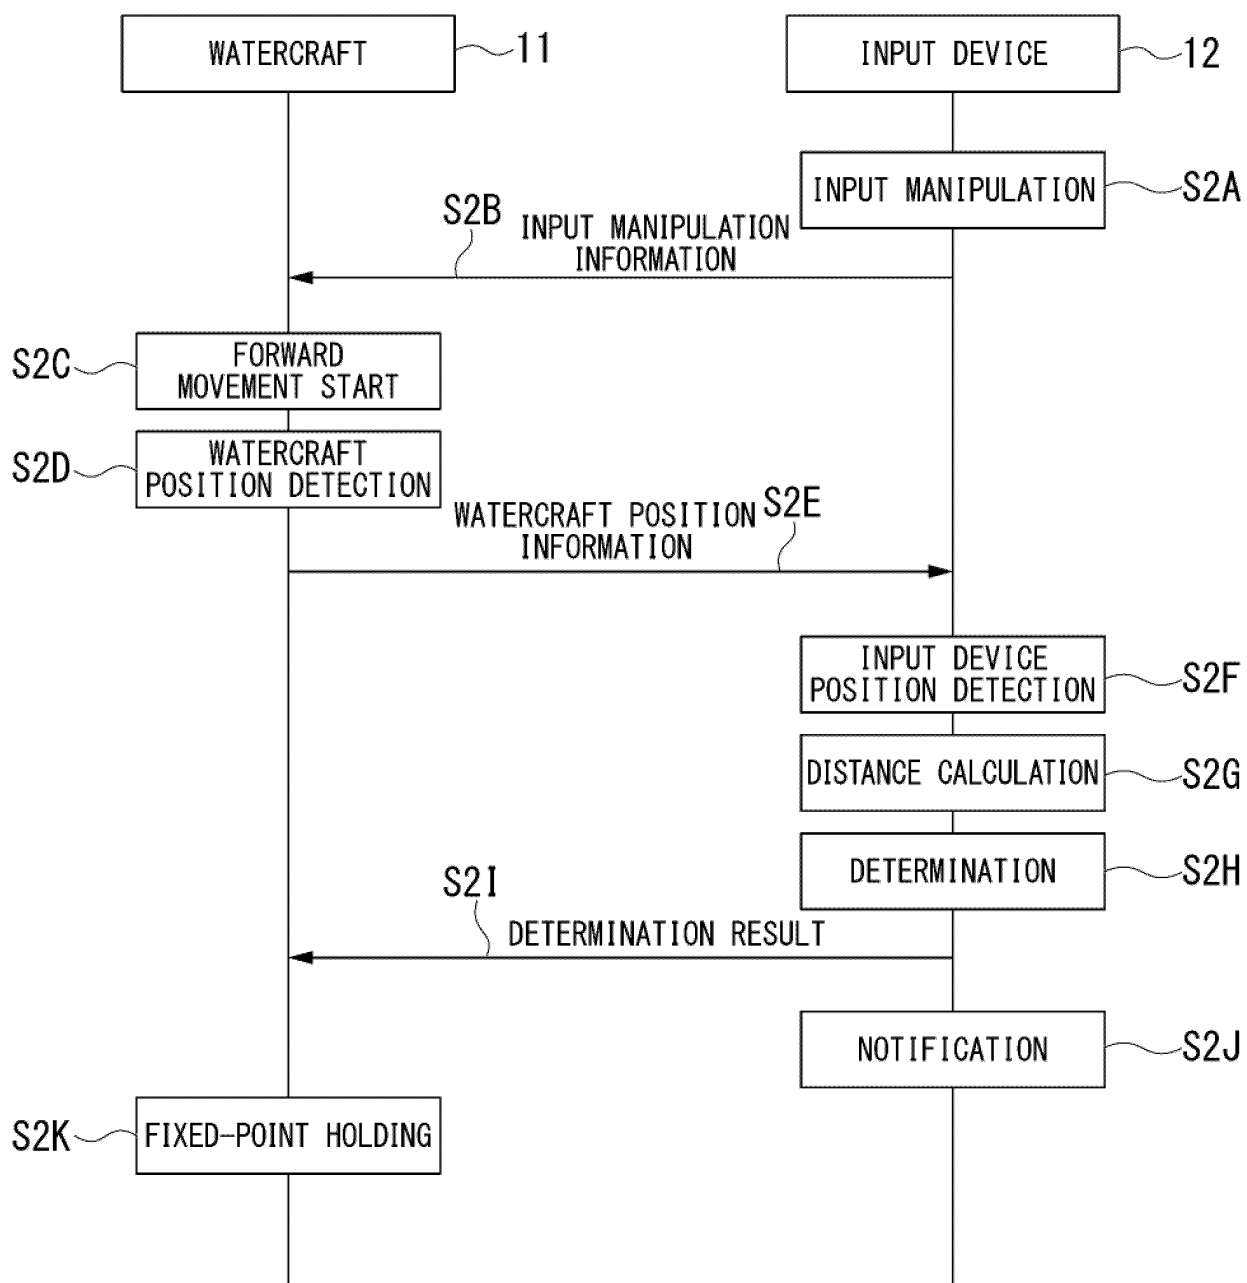 WATERCRAFT
11
INPUT DEVICE
12
INPUT MANIPULATION
S2A
S2B
INPUT MANIPULATION
INFORMATION
S2C
FORWARD
MOVEMENT START
S2D
WATERCRAFT
POSITION DETECTION
WATERCRAFT POSITION
INFORMATION
S2E
INPUT DEVICE
POSITION DETECTION
S2F
DISTANCE CALCULATION
S2G
DETERMINATION
S2H
S2I
DETERMINATION RESULT
NOTIFICATION
S2J
S2K
FIXED-POINT HOLDING